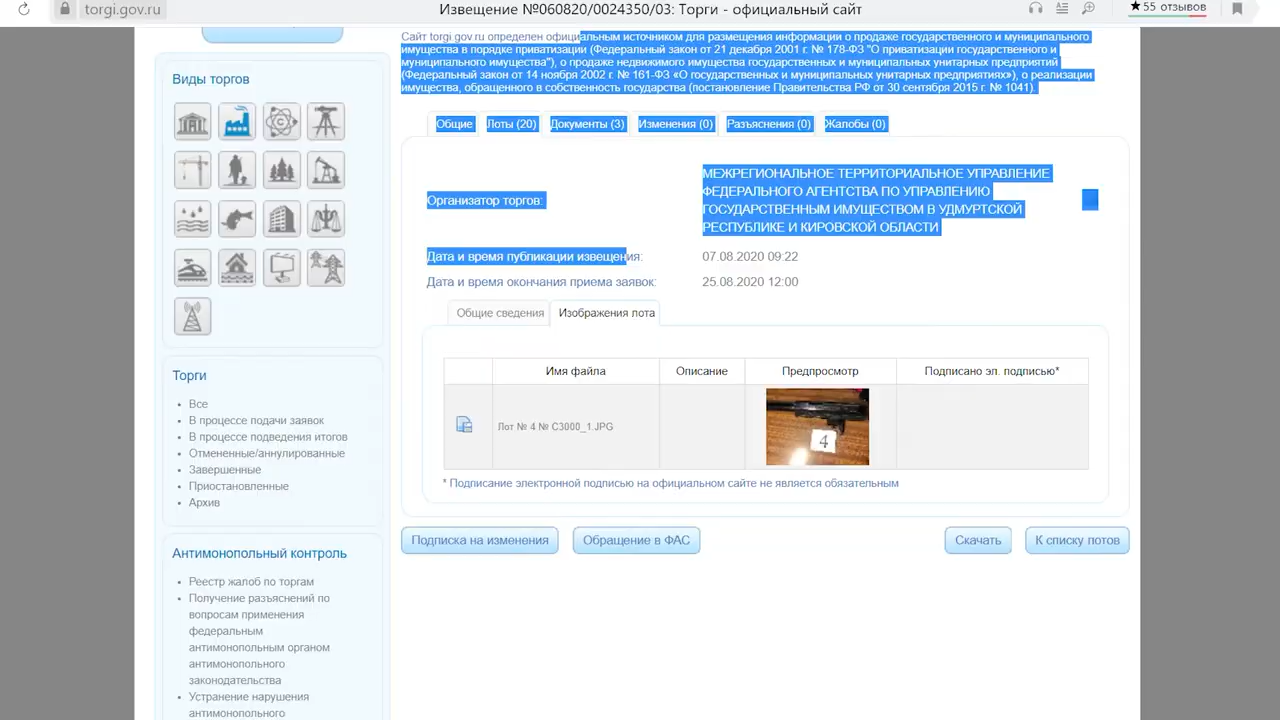 torgi.gov.ru
Извещение №060820/0024350/03: Торги - официальный сайт
★55 отзывов
Сайт torgi.gov.ru определен официальным источником для размещения информации о продаже государственного и муниципального
имущества в порядке приватизации (Федеральный закон от 21 декабря 2001 г. № 178-ФЗ "О приватизации государственного и
муниципального имущества"), о продаже недвижимого имущества государственных и муниципальных унитарных предприятий
(Федеральный закон от 14 ноября 2002 г. № 161-ФЗ «О государственных и муниципальных унитарных предприятиях»), о реализации
имущества, обращенного в собственность государства (постановление Правительства РФ от 30 сентября 2015 г. № 1041).
Виды торгов
Торги
Все
В процессе подачи заявок
В процессе подведения итогов
Отмененные/аннулированные
Завершенные
Приостановленные
Архив
Антимонопольный контроль
Реестр жалоб по торгам
Получение разъяснений по
вопросам применения
федеральным
антимонопольным органом
антимонопольного
законодательства
Устранение нарушения
антимонопольного
Общие Лоты (20) Документы (3) Изменения (0) Разъяснения (0) Жалобы (0)
Организатор торгов:
МЕЖРЕГИОНАЛЬНОЕ ТЕРРИТОРИАЛЬНОЕ УПРАВЛЕНИЕ
ФЕДЕРАЛЬНОГО АГЕНТСТВА ПО УПРАВЛЕНИЮ
ГОСУДАРСТВЕННЫМ ИМУЩЕСТВОМ В УДМУРТСКОЙ
РЕСПУБЛИКЕ И КИРОВСКОЙ ОБЛАСТИ
Дата и время публикации извещения: 07.08.2020 09:22
Дата и время окончания приема заявок: 25.08.2020 12:00
Общие сведения Изображения лота
Имя файла Описание Предпросмотр Подписано эл. подписью*
Лот № 4 № С3000_1.JPG
4
* Подписание электронной подписью на официальном сайте не является обязательным
Подписка на изменения Обращение в ФАС Скачать К списку лотов